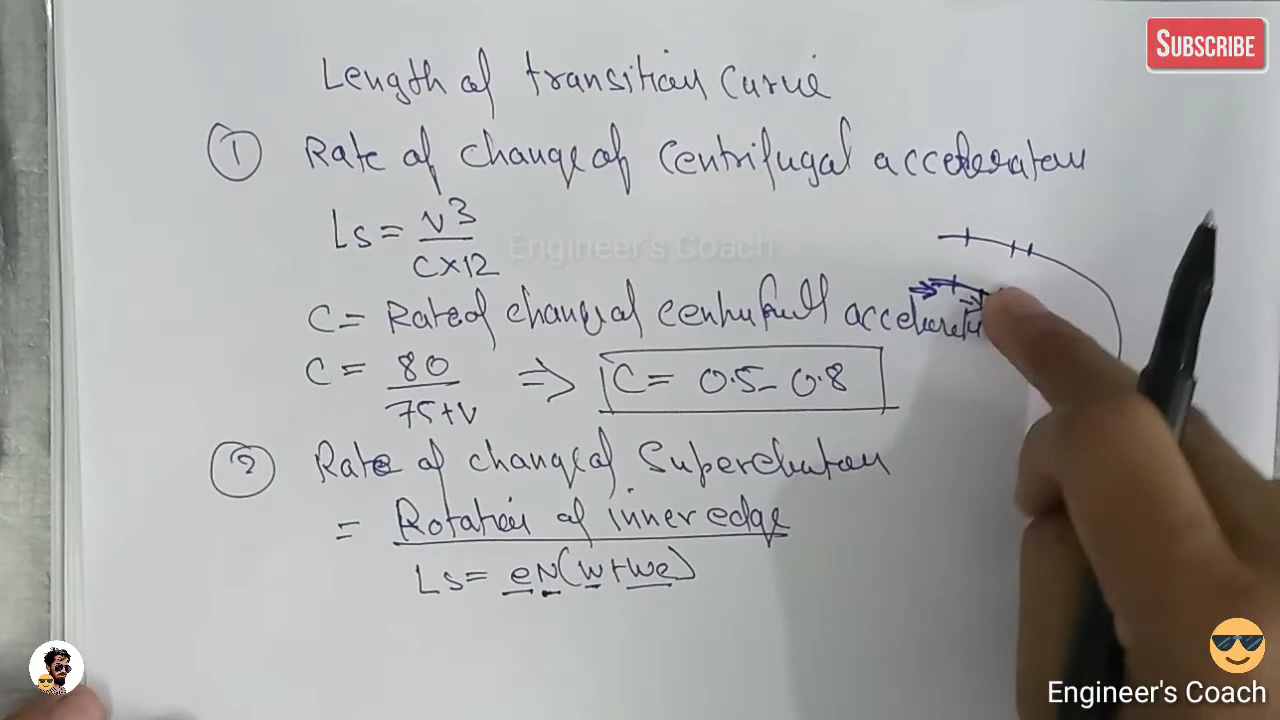 SUBSCRIBE
Length of transition curve
① Rate of change of centrifugal acceleration
Ls = v3
C×12
Engineer's Coach
C = Rate of change of centrifugal acceleration
C = 80 ⇒ C = 0.5 - 0.8
75+V
② Rate of change of Superelevation
= Rotation of inner edge
Ls = eN(w+we)
Engineer's Coach